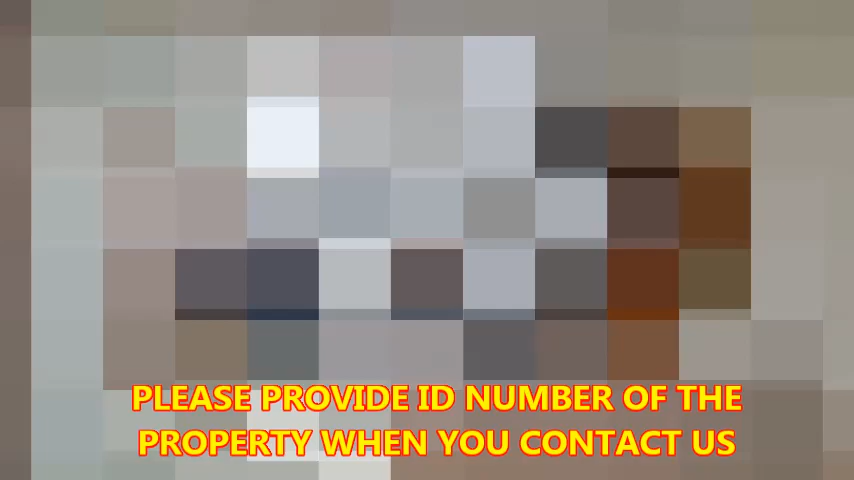 PLEASE PROVIDE ID NUMBER OF THE
PROPERTY WHEN YOU CONTACT US